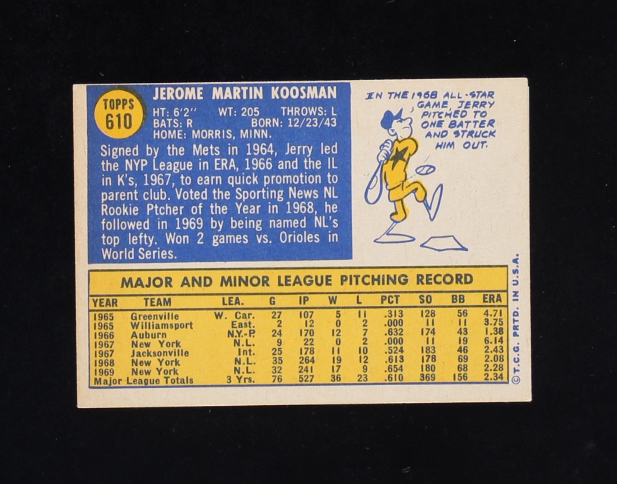 TOPPS
610
JEROME MARTIN KOOSMAN
HT: 6'2" WT: 205 THROWS: L
BATS: R BORN: 12/23/43
HOME: MORRIS, MINN.
Signed by the Mets in 1964, Jerry led
the NYP League in ERA, 1966 and the IL
in K's, 1967, to earn quick promotion to
parent club. Voted the Sporting News NL
Rookie Ptcher of the Year in 1968, he
followed in 1969 by being named NL's
top lefty. Won 2 games vs. Orioles in
World Series.
IN THE 1968 ALL-STAR
GAME, JERRY
PITCHED TO
ONE BATTER
AND STRUCK
HIM OUT.
MAJOR AND MINOR LEAGUE PITCHING RECORD
YEAR TEAM LEA. G IP W L PCT SO BB ERA
1965 Greenville W. Car. 27 107 5 11 .313 128 56 4.71
1965 Williamsport East. 2 12 0 2 .000 11 11 3.75
1966 Auburn N.Y.-P 24 170 12 7 .632 174 43 1.38
1967 New York N.L. 9 22 0 2 .000 11 19 6.14
1967 Jacksonville Int. 25 178 11 10 .524 183 46 2.43
1968 New York N.L. 35 264 19 12 .613 178 69 2.08
1969 New York N.L. 32 241 17 9 .654 180 68 2.28
Major League Totals 3 Yrs. 76 527 36 23 .610 369 156 2.34
© T.C.G. PRTD. IN U.S.A.